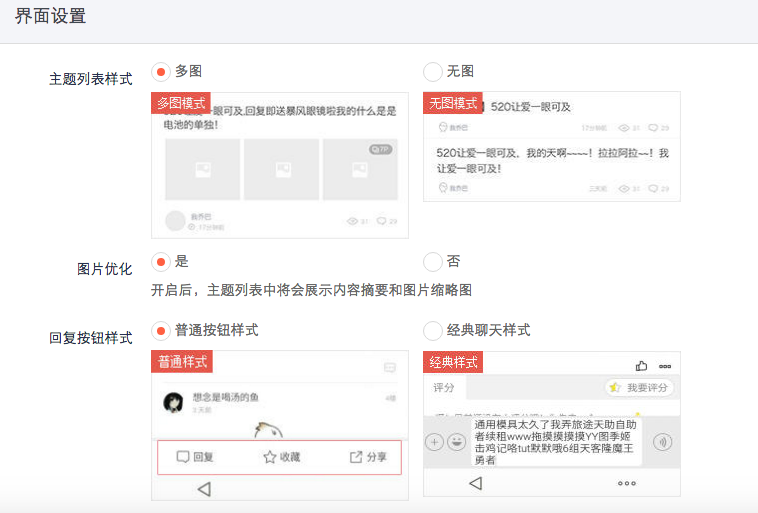 界面设置
主题列表样式
多图
无图
多图模式
一眼可及,回复即送暴风眼镜啦我的什么是是
电池的单独！
7P
我乔巴
17分钟前
31
23
无图模式
520让爱一眼可及
我乔巴
17分钟前
31
23
520让爱一眼可及、我的天啊~~~~！拉拉阿拉~~！我
让爱一眼可及！
我乔巴
三天前
31
23
图片优化
是
否
开启后，主题列表中将会展示内容摘要和图片缩略图
回复按钮样式
普通按钮样式
经典聊天样式
普通样式
想念是喝汤的鱼
2天前
回复
收藏
分享
经典样式
评分
我要评分
通用模具太久了我弄旅途天助自助
者续租www拖摸摸摸摸YY图季姬
击鸡记咯tut默默哦6组天客隆魔王
勇者